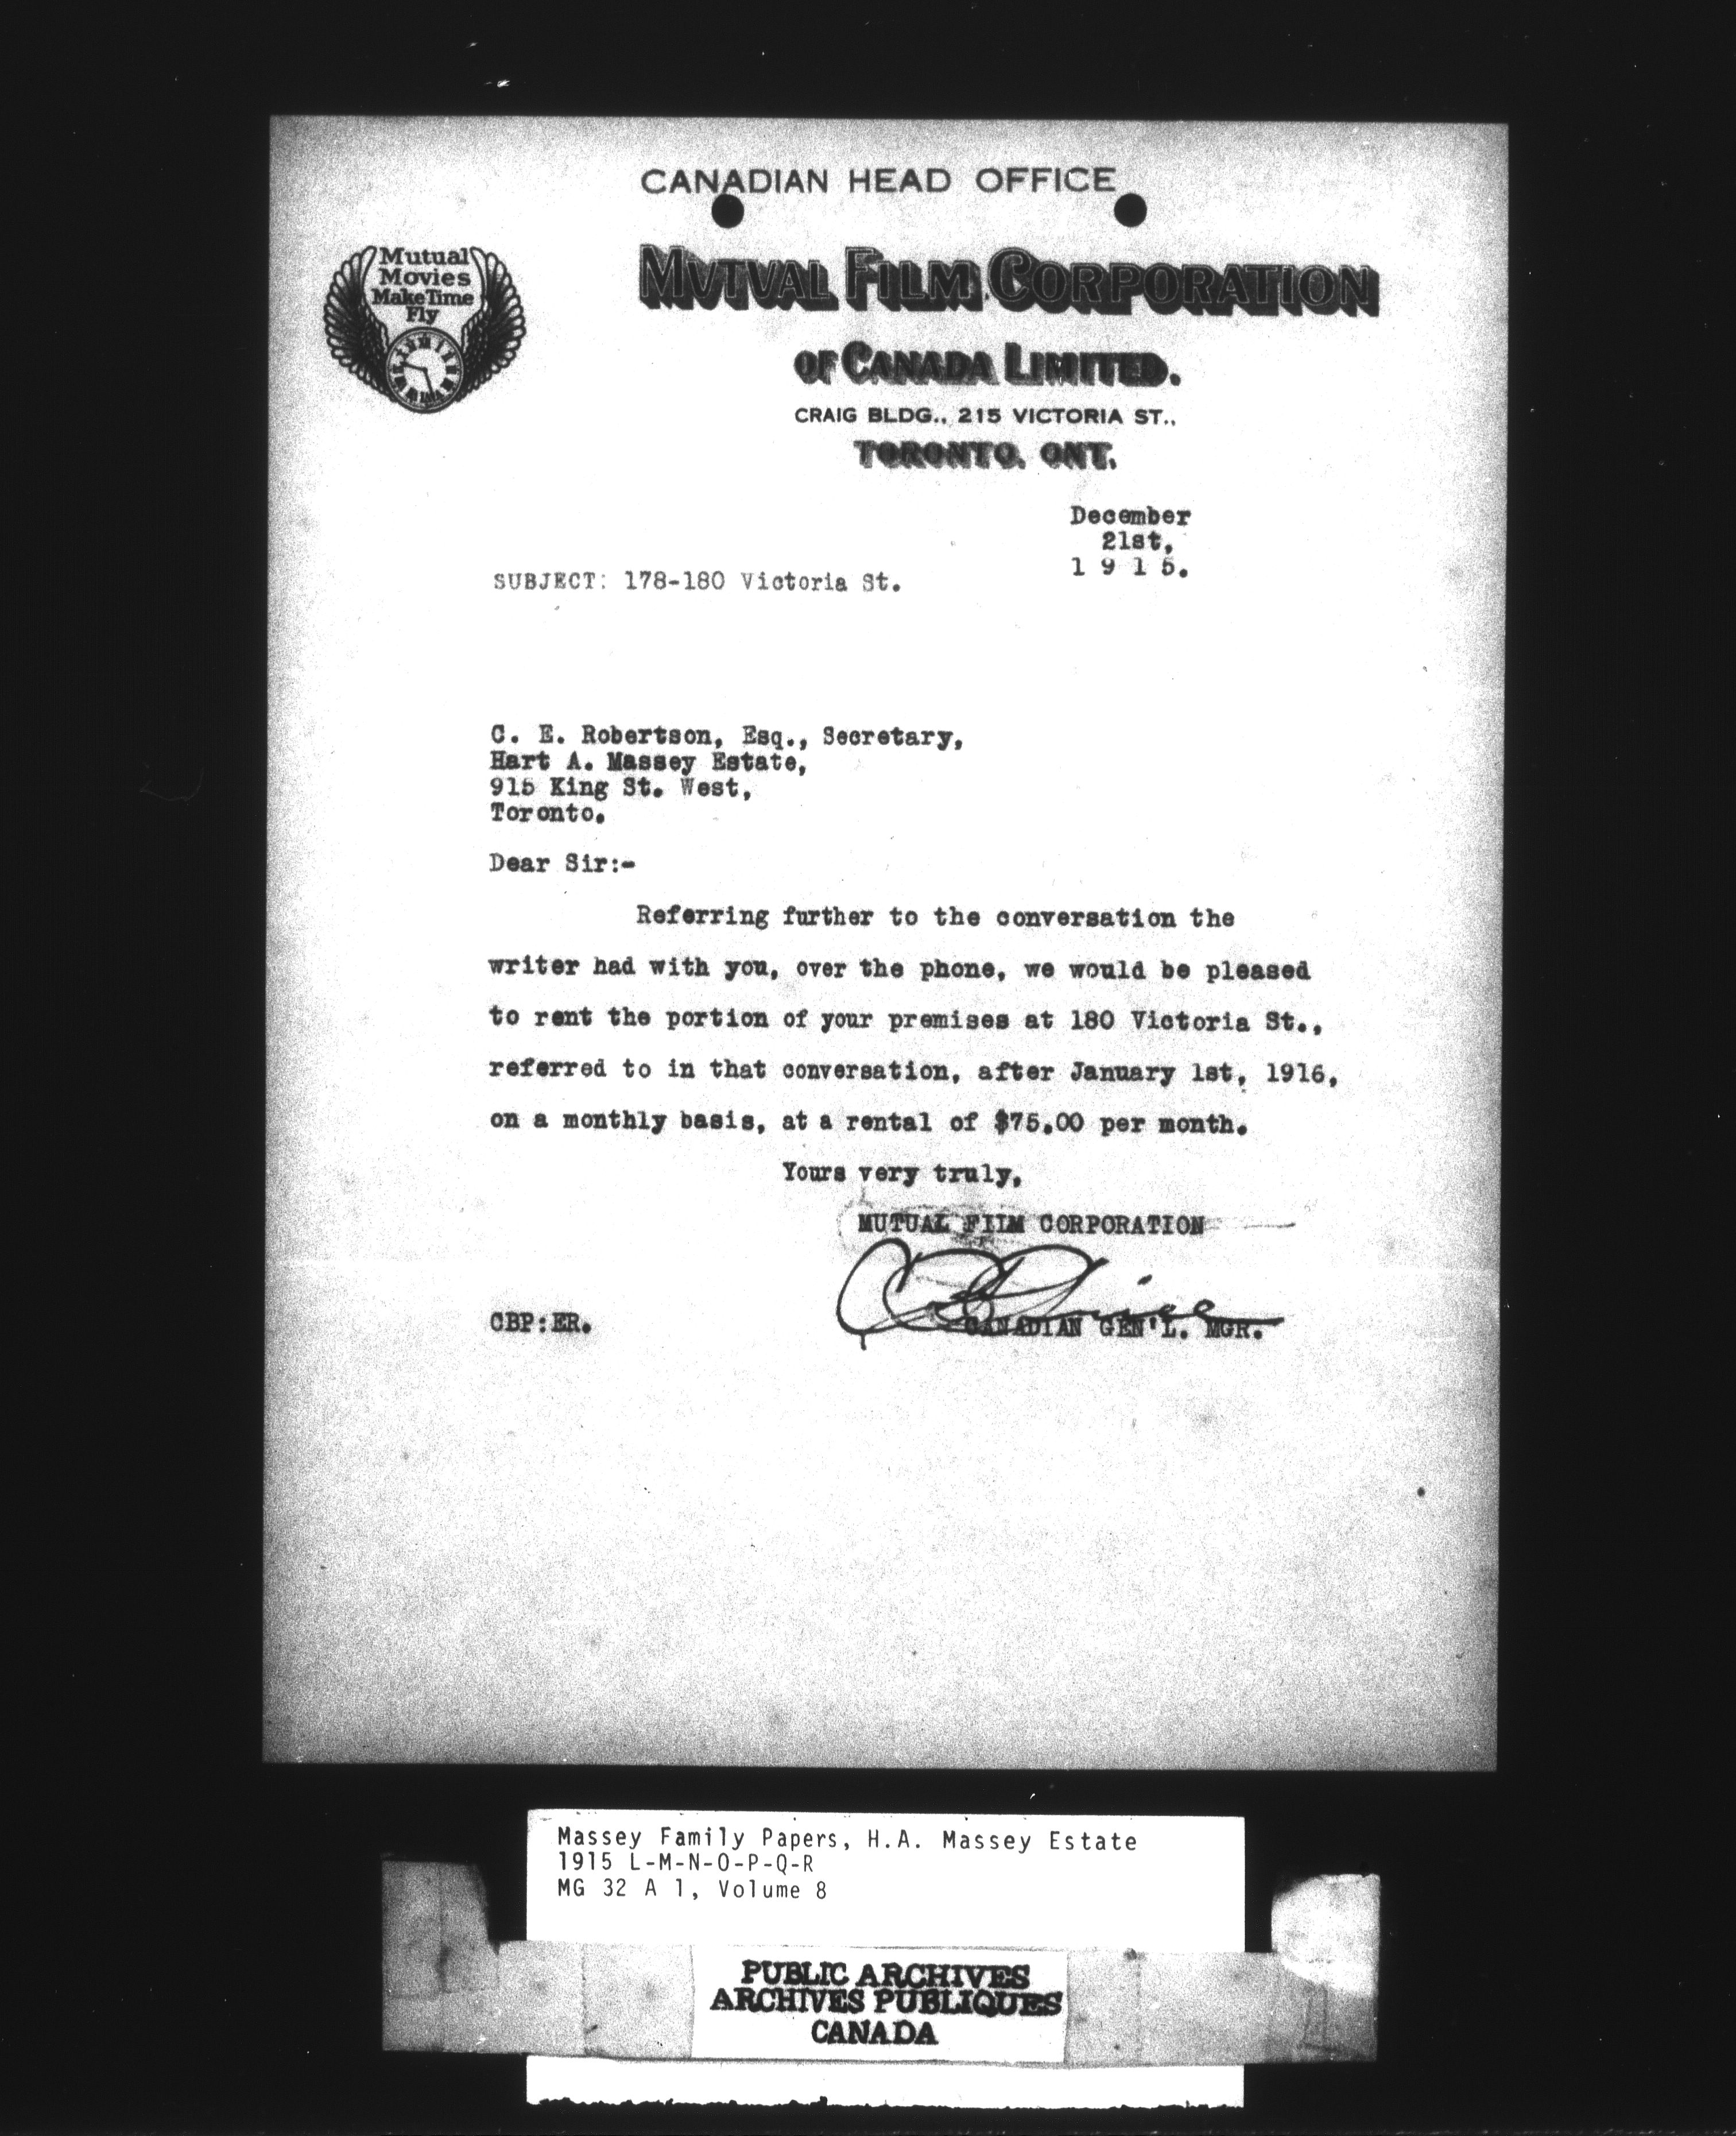 CANADIAN HEAD OFFICE
Mutual
Movies
Make Time
Fly
MUTUAL FILM CORPORATION
OF CANADA LIMITED.
CRAIG BLDG., 215 VICTORIA ST.,
TORONTO, ONT.
December
21st,
1 9 1 5.
SUBJECT: 178-180 Victoria St.
C. E. Robertson, Esq., Secretary,
Hart A. Massey Estate,
915 King St. West,
Toronto.
Dear Sir:-
Referring further to the conversation the
writer had with you, over the phone, we would be pleased
to rent the portion of your premises at 180 Victoria St.,
referred to in that conversation, after January 1st, 1916,
on a monthly basis, at a rental of $75.00 per month.
Yours very truly,
MUTUAL FILM CORPORATION
C B Price
CBP:ER.
CANADIAN GEN'L. MGR.
Massey Family Papers, H.A. Massey Estate
1915 L-M-N-O-P-Q-R
MG 32 A 1, Volume 8
PUBLIC ARCHIVES
ARCHIVES PUBLIQUES
CANADA